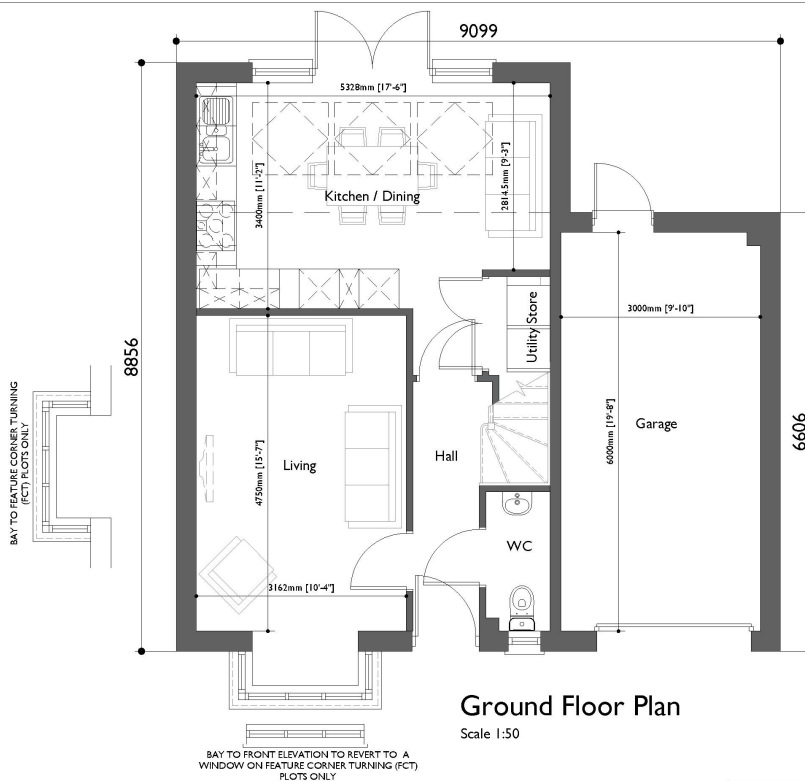 9099
5328mm [17'-6"]
3400mm [11'-2"]
2814.5mm [9'-3"]
Kitchen / Dining
Utility Store
3000mm [9'-10"]
8856
6606
6000mm [19'-8"]
Garage
BAY TO FEATURE CORNER TURNING
(FCT) PLOTS ONLY
4750mm [15'-7"]
Living
Hall
WC
3162mm [10'-4"]
Ground Floor Plan
Scale 1:50
BAY TO FRONT ELEVATION TO REVERT TO A
WINDOW ON FEATURE CORNER TURNING (FCT)
PLOTS ONLY